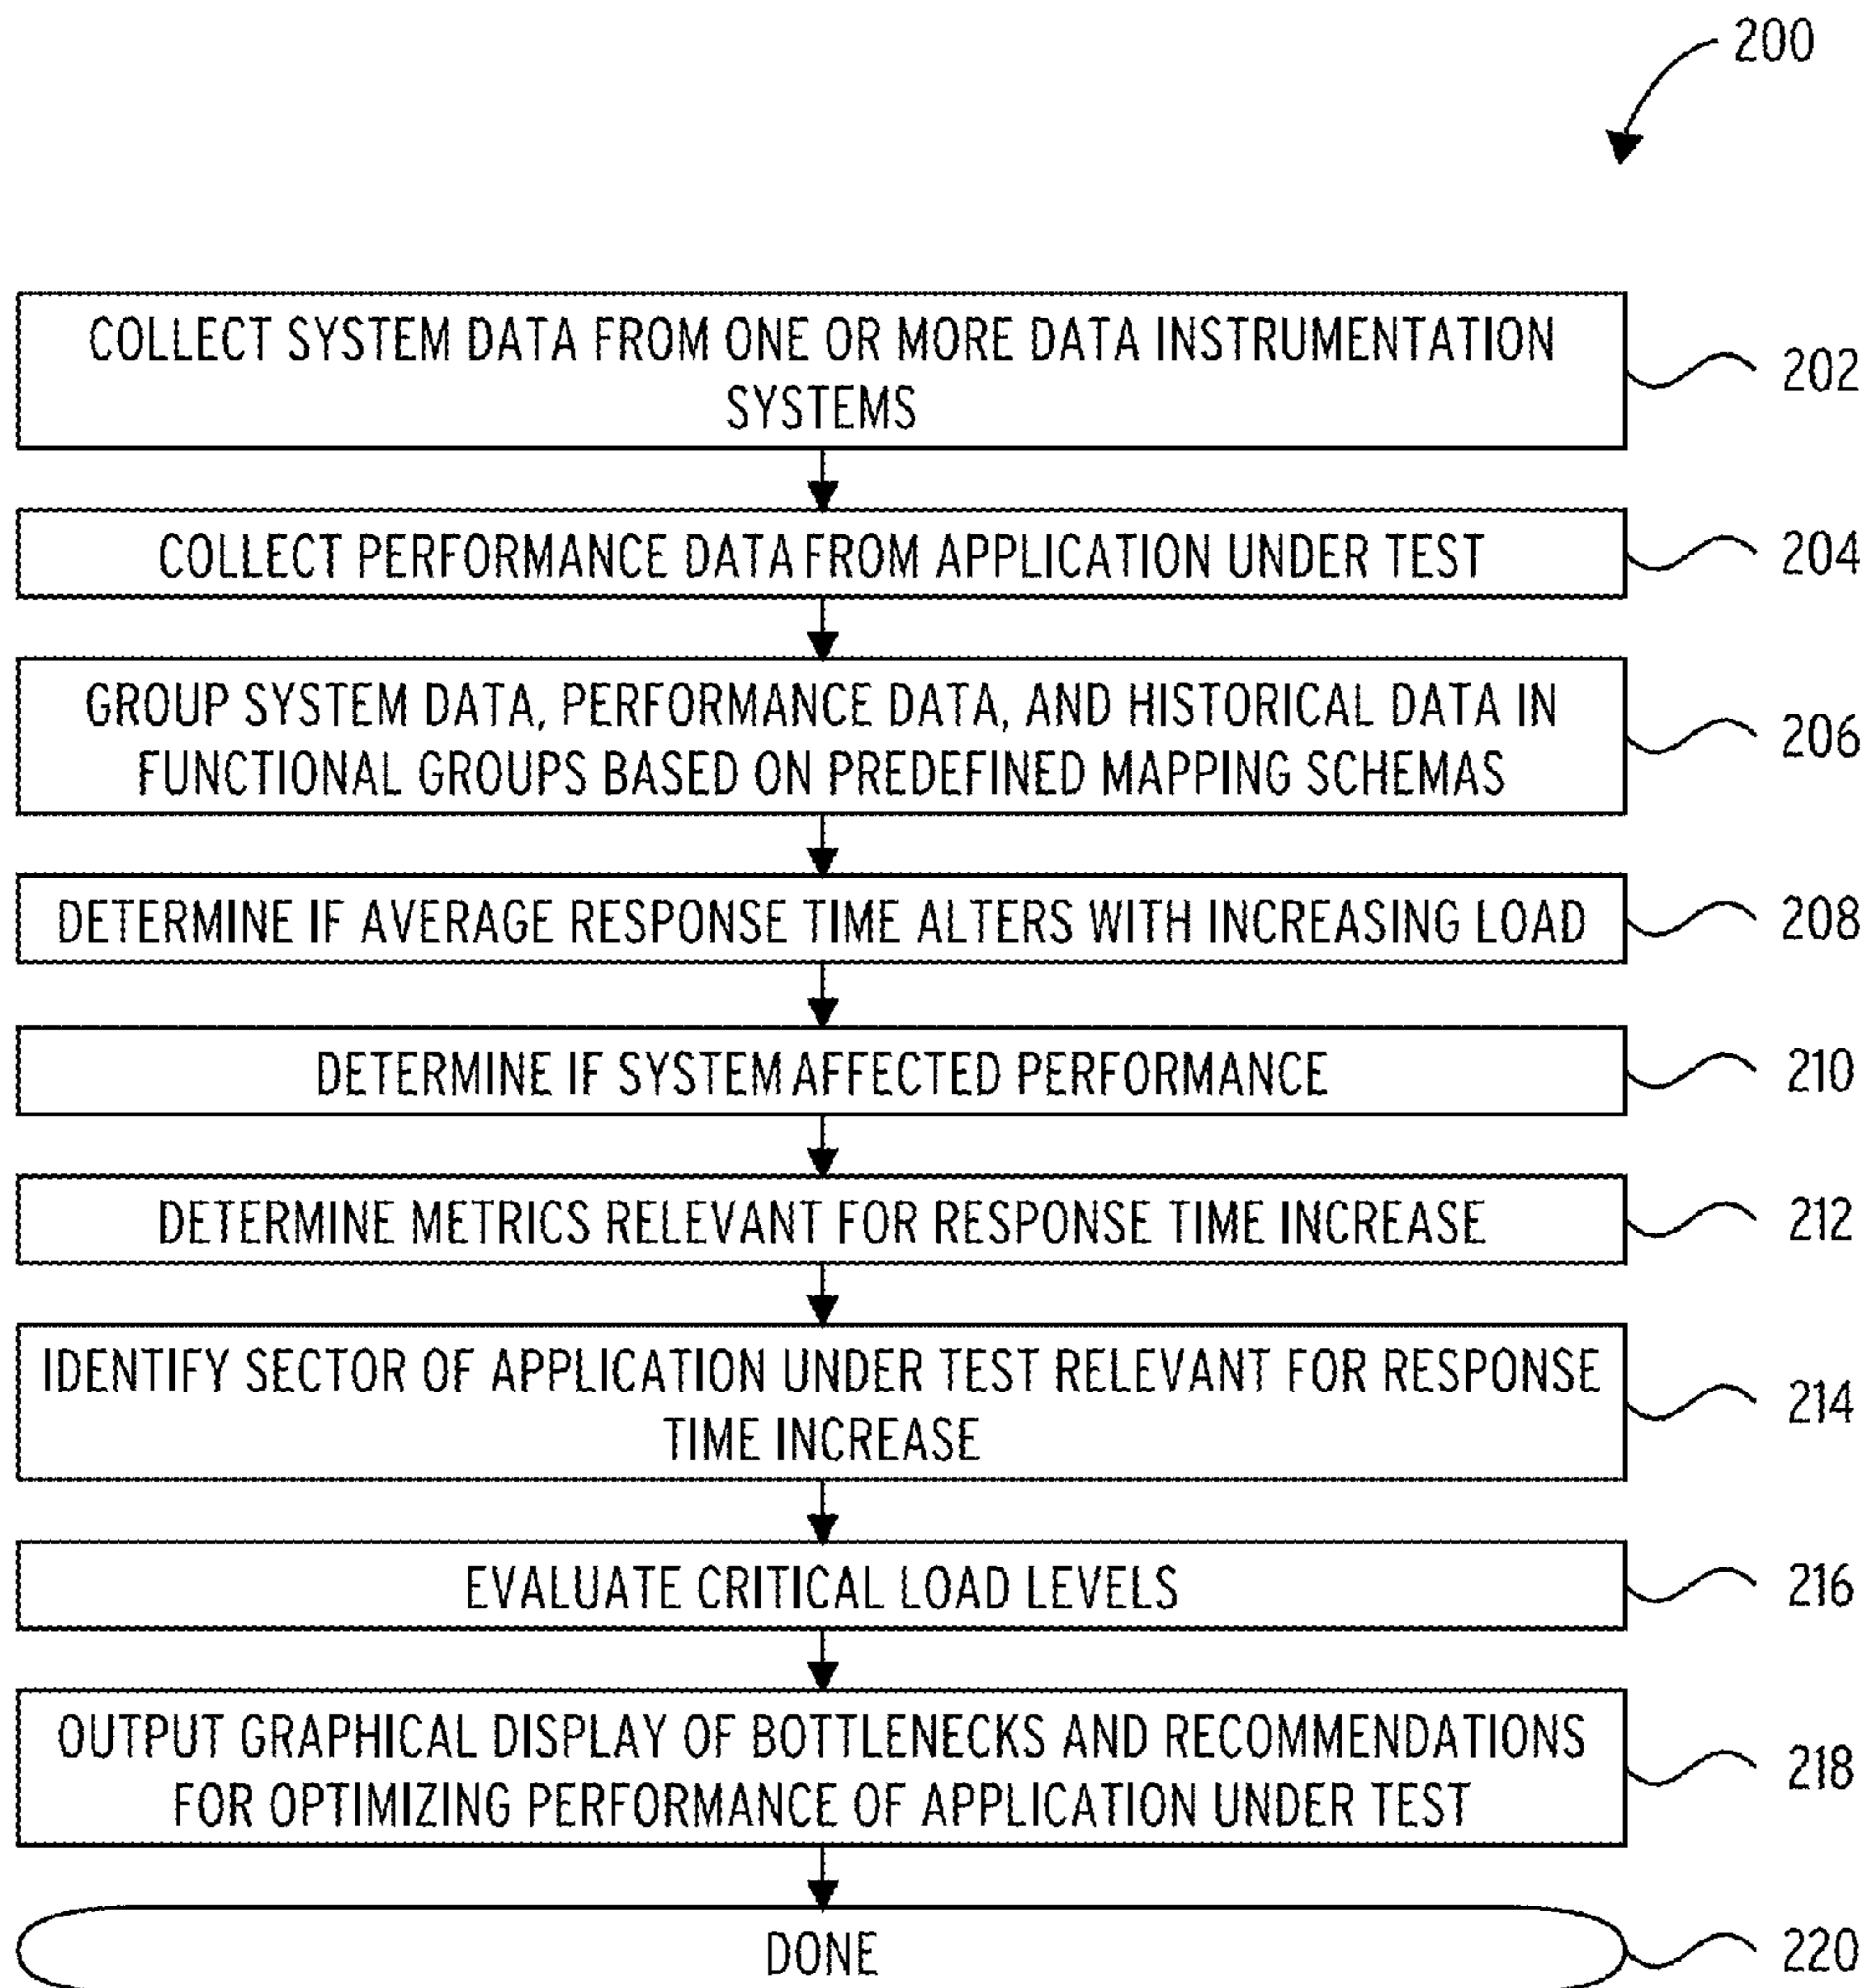 200
COLLECT SYSTEM DATA FROM ONE OR MORE DATA INSTRUMENTATION
SYSTEMS
202
COLLECT PERFORMANCE DATA FROM APPLICATION UNDER TEST
204
GROUP SYSTEM DATA, PERFORMANCE DATA, AND HISTORICAL DATA IN
FUNCTIONAL GROUPS BASED ON PREDEFINED MAPPING SCHEMAS
206
DETERMINE IF AVERAGE RESPONSE TIME ALTERS WITH INCREASING LOAD
208
DETERMINE IF SYSTEM AFFECTED PERFORMANCE
210
DETERMINE METRICS RELEVANT FOR RESPONSE TIME INCREASE
212
IDENTIFY SECTOR OF APPLICATION UNDER TEST RELEVANT FOR RESPONSE
TIME INCREASE
214
EVALUATE CRITICAL LOAD LEVELS
216
OUTPUT GRAPHICAL DISPLAY OF BOTTLENECKS AND RECOMMENDATIONS
FOR OPTIMIZING PERFORMANCE OF APPLICATION UNDER TEST
218
DONE
220